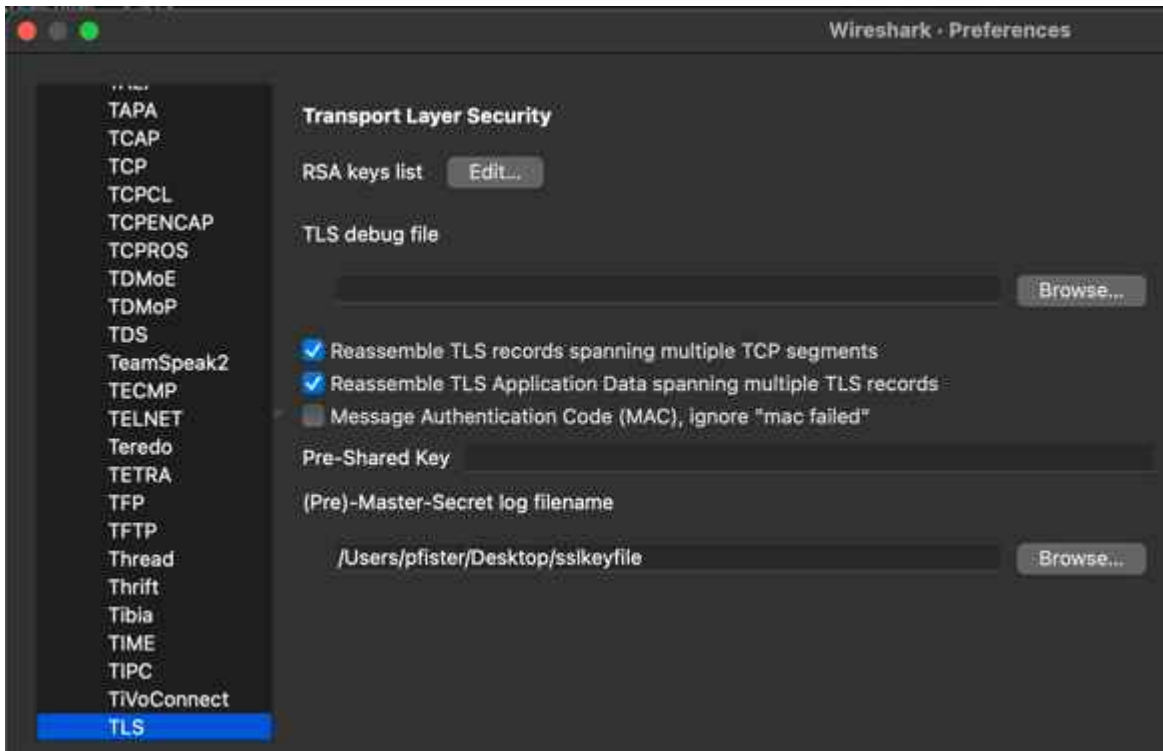 Wireshark · Preferences
TAPA
TCAP
TCP
TCPCL
TCPENCAP
TCPROS
TDMoE
TDMoP
TDS
TeamSpeak2
TECMP
TELNET
Teredo
TETRA
TFP
TFTP
Thread
Thrift
Tibia
TIME
TIPC
TiVoConnect
TLS
Transport Layer Security
RSA keys list Edit...
TLS debug file
Browse...
Reassemble TLS records spanning multiple TCP segments
Reassemble TLS Application Data spanning multiple TLS records
Message Authentication Code (MAC), ignore "mac failed"
Pre-Shared Key
(Pre)-Master-Secret log filename
/Users/pfister/Desktop/sslkeyfile Browse...